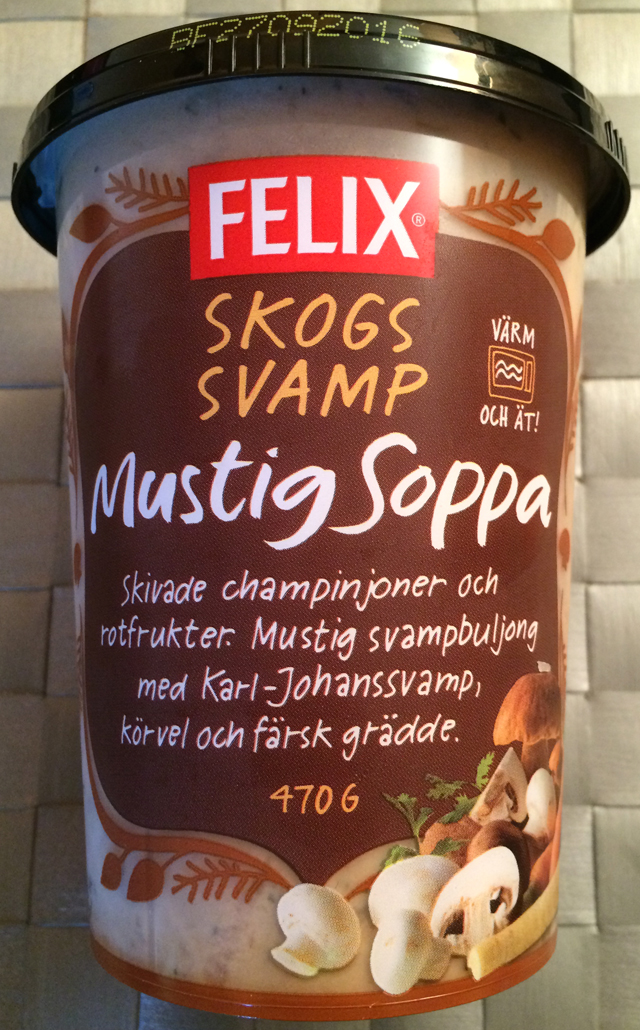 BF27092016
FELIX®
SKOGS
SVAMP
VÄRM
OCH ÄT!
Mustig Soppa
Skivade champinjoner och
rotfrukter. Mustig svampbuljong
med Karl-Johanssvamp,
körvel och färsk grädde.
470 G